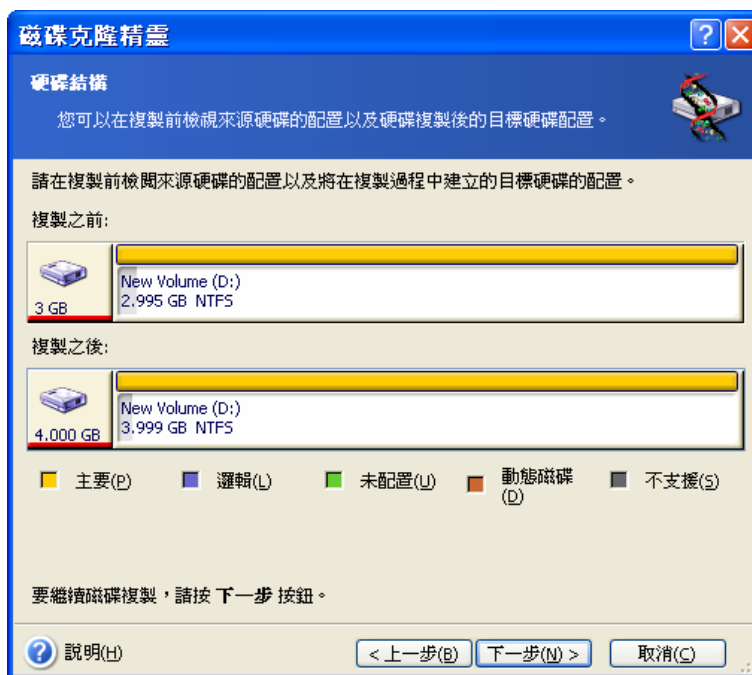 磁碟克隆精靈
硬碟結構
您可以在複製前檢視來源硬碟的配置以及硬碟複製後的目標硬碟配置。
請在複製前檢閱來源硬碟的配置以及將在複製過程中建立的目標硬碟的配置。
複製之前:
New Volume (D:)
3 GB 2.995 GB NTFS
複製之後:
New Volume (D:)
4.000 GB 3.999 GB NTFS
主要(P) 邏輯(L) 未配置(U) 動態磁碟(D) 不支援(S)
要繼續磁碟複製，請按 下一步 按鈕。
說明(H) < 上一步(B) 下一步(N) > 取消(C)